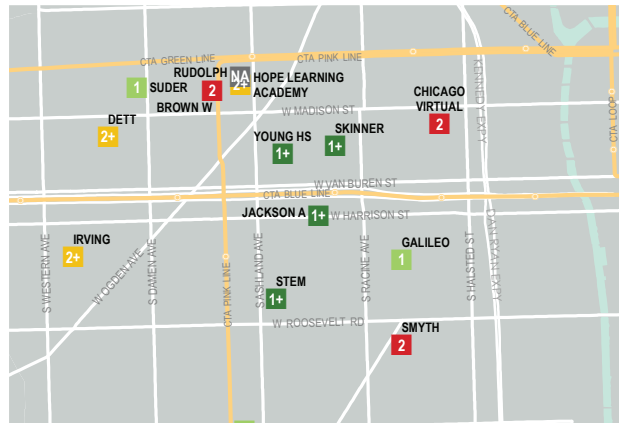 CTA BLUE LINE
CTA GREEN LINE
CTA PINK LINE
KENNEDY EXPY
CTA LOOP
RUDOLPH
NA
HOPE LEARNING
ACADEMY
1
SUDER
2
2+
BROWN W
W MADISON ST
CHICAGO
VIRTUAL
2
DETT
2+
YOUNG HS
1+
SKINNER
1+
W VAN BUREN ST
CTA BLUE LINE
JACKSON A
1+
W HARRISON ST
IRVING
2+
GALILEO
1
S WESTERN AVE
W OGDEN AVE
S DAMEN AVE
CTA PINK LINE
S ASHLAND AVE
S RACINE AVE
S HALSTED ST
DAN RYAN EXPY
STEM
1+
W ROOSEVELT RD
SMYTH
2